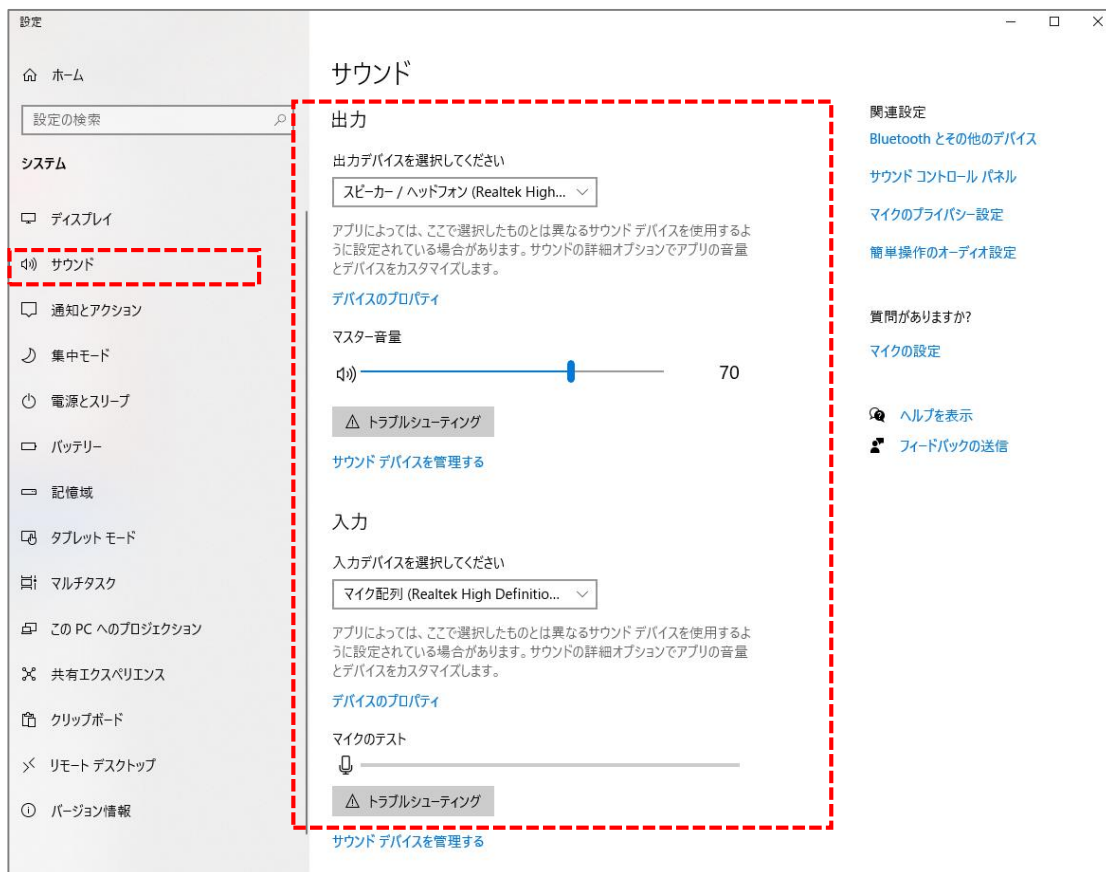 設定
ホーム
設定の検索
システム
ディスプレイ
サウンド
通知とアクション
集中モード
電源とスリープ
バッテリー
記憶域
タブレット モード
マルチタスク
この PC へのプロジェクション
共有エクスペリエンス
クリップボード
リモート デスクトップ
バージョン情報
サウンド
出力
出力デバイスを選択してください
スピーカー / ヘッドフォン (Realtek High...
アプリによっては、ここで選択したものとは異なるサウンド デバイスを使用するよ
うに設定されている場合があります。サウンドの詳細オプションでアプリの音量
とデバイスをカスタマイズします。
デバイスのプロパティ
マスター音量
70
トラブルシューティング
サウンド デバイスを管理する
入力
入力デバイスを選択してください
マイク配列 (Realtek High Definitio...
アプリによっては、ここで選択したものとは異なるサウンド デバイスを使用するよ
うに設定されている場合があります。サウンドの詳細オプションでアプリの音量
とデバイスをカスタマイズします。
デバイスのプロパティ
マイクのテスト
トラブルシューティング
サウンド デバイスを管理する
関連設定
Bluetooth とその他のデバイス
サウンド コントロール パネル
マイクのプライバシー設定
簡単操作のオーディオ設定
質問がありますか?
マイクの設定
ヘルプを表示
フィードバックの送信